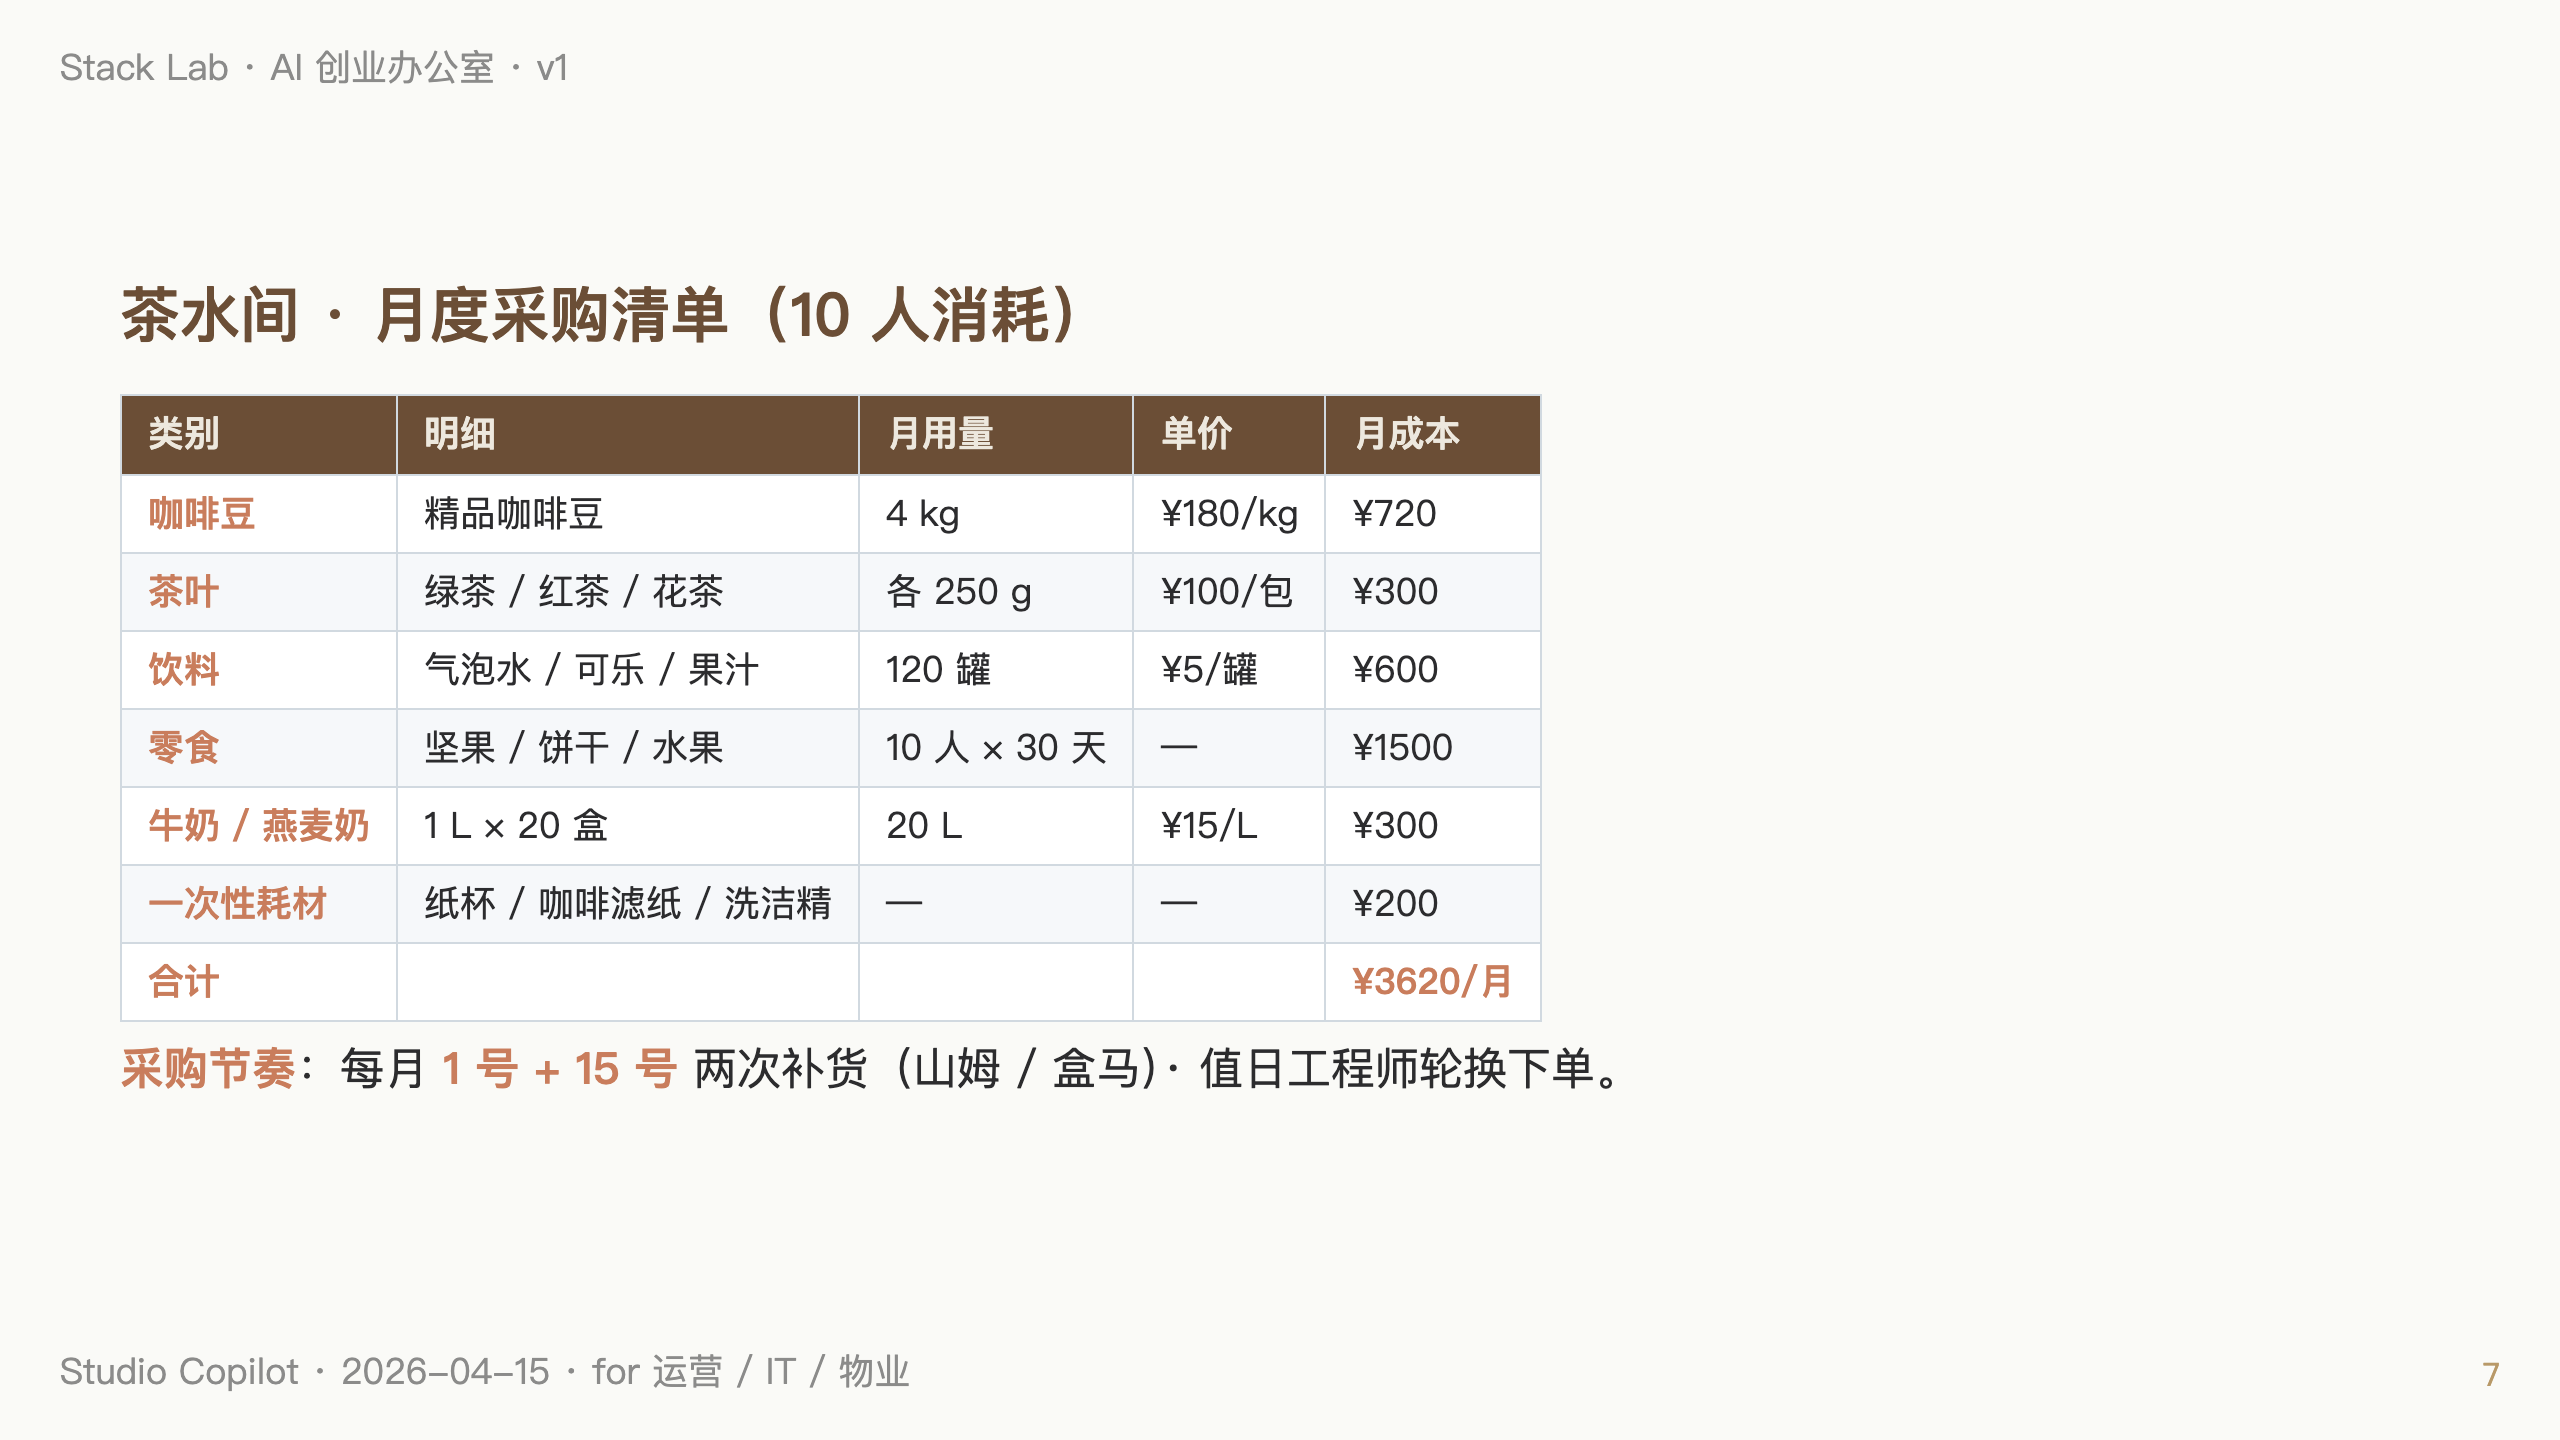 Stack Lab · AI 创业办公室 · v1
茶水间 · 月度采购清单（10 人消耗）
类别 明细 月用量 单价 月成本
咖啡豆 精品咖啡豆 4 kg ¥180/kg ¥720
茶叶 绿茶 / 红茶 / 花茶 各 250 g ¥100/包 ¥300
饮料 气泡水 / 可乐 / 果汁 120 罐 ¥5/罐 ¥600
零食 坚果 / 饼干 / 水果 10 人 × 30 天 — ¥1500
牛奶 / 燕麦奶 1 L × 20 盒 20 L ¥15/L ¥300
一次性耗材 纸杯 / 咖啡滤纸 / 洗洁精 — — ¥200
合计 ¥3620/月
采购节奏：每月 1 号 + 15 号 两次补货（山姆 / 盒马）· 值日工程师轮换下单。
Studio Copilot · 2026-04-15 · for 运营 / IT / 物业
7